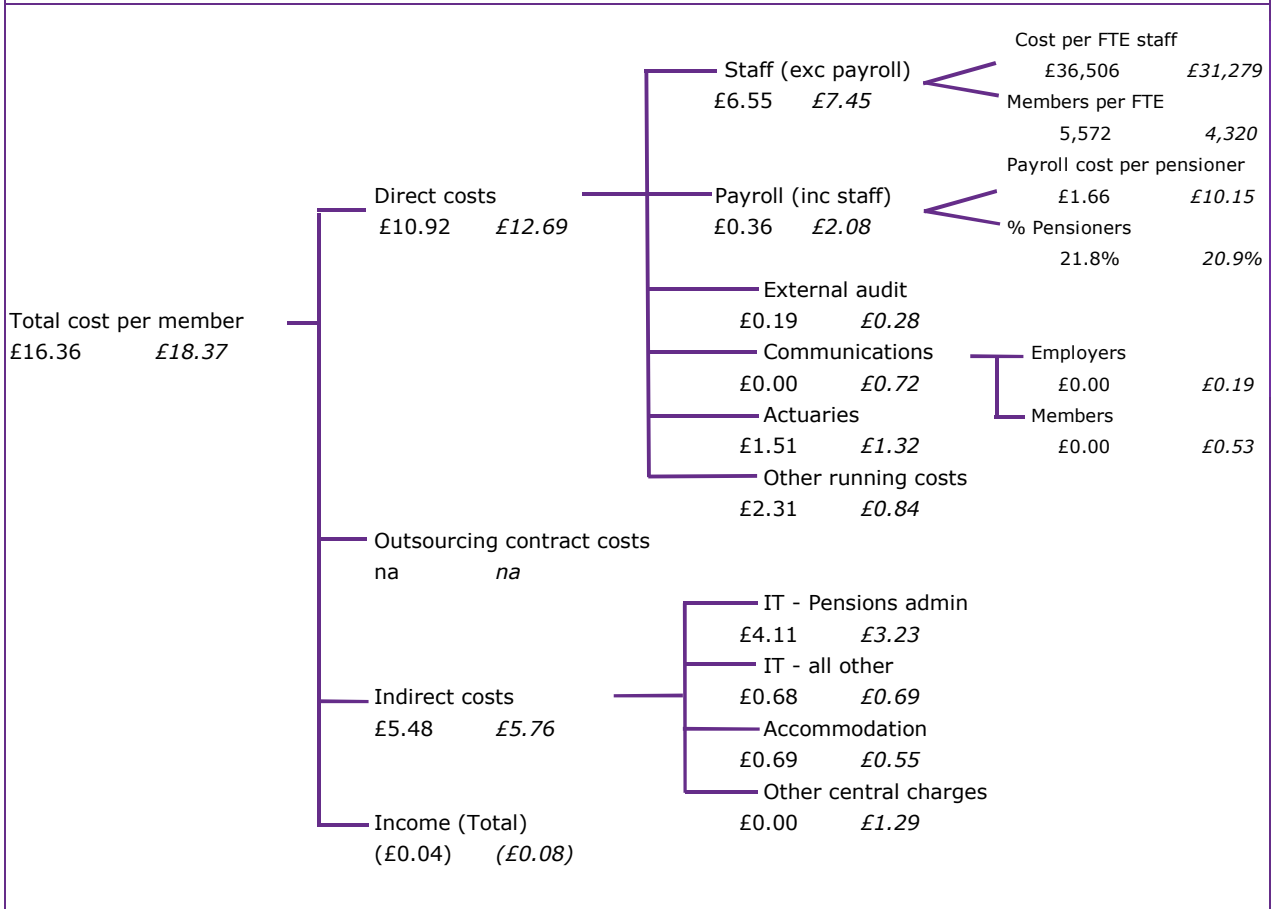 Cost per FTE staff
£36,506 £31,279
Staff (exc payroll)
£6.55 £7.45
Members per FTE
5,572 4,320
Payroll cost per pensioner
£1.66 £10.15
Direct costs
£10.92 £12.69
Payroll (inc staff)
£0.36 £2.08
% Pensioners
21.8% 20.9%
External audit
£0.19 £0.28
Total cost per member
£16.36 £18.37
Communications
£0.00 £0.72
Employers
£0.00 £0.19
Members
£0.00 £0.53
Actuaries
£1.51 £1.32
Other running costs
£2.31 £0.84
Outsourcing contract costs
na na
IT - Pensions admin
£4.11 £3.23
IT - all other
£0.68 £0.69
Indirect costs
£5.48 £5.76
Accommodation
£0.69 £0.55
Other central charges
£0.00 £1.29
Income (Total)
(£0.04) (£0.08)